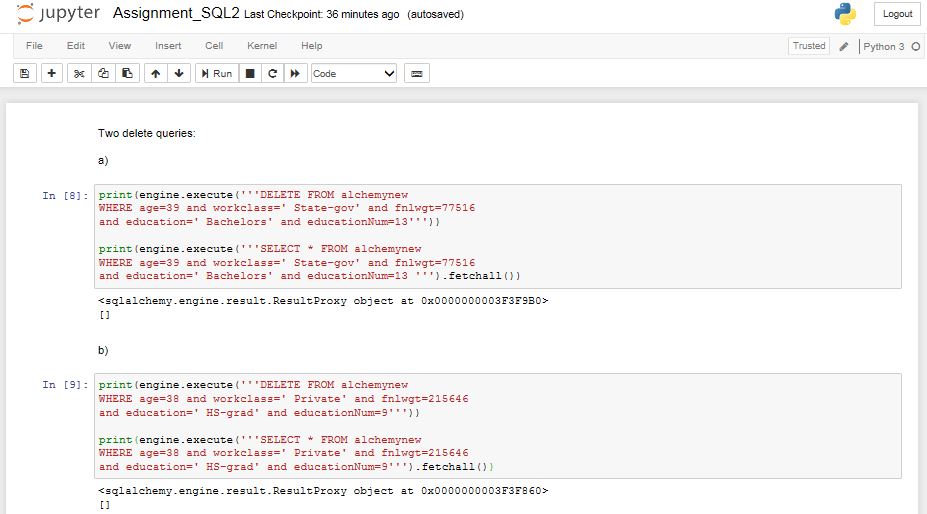 jupyter Assignment_SQL2 Last Checkpoint: 36 minutes ago (autosaved)
Logout
File Edit View Insert Cell Kernel Help
Trusted Python 3
Run Code
Two delete queries:
a)
In [8]: print(engine.execute('''DELETE FROM alchemynew
WHERE age=39 and workclass=' State-gov' and fnlwgt=77516
and education=' Bachelors' and educationNum=13'''))
print(engine.execute('''SELECT * FROM alchemynew
WHERE age=39 and workclass=' State-gov' and fnlwgt=77516
and education=' Bachelors' and educationNum=13 ''').fetchall())
<sqlalchemy.engine.result.ResultProxy object at 0x0000000003F3F9B0>
[]
b)
In [9]: print(engine.execute('''DELETE FROM alchemynew
WHERE age=38 and workclass=' Private' and fnlwgt=215646
and education=' HS-grad' and educationNum=9'''))
print(engine.execute('''SELECT * FROM alchemynew
WHERE age=38 and workclass=' Private' and fnlwgt=215646
and education=' HS-grad' and educationNum=9''').fetchall())
<sqlalchemy.engine.result.ResultProxy object at 0x0000000003F3F860>
[]